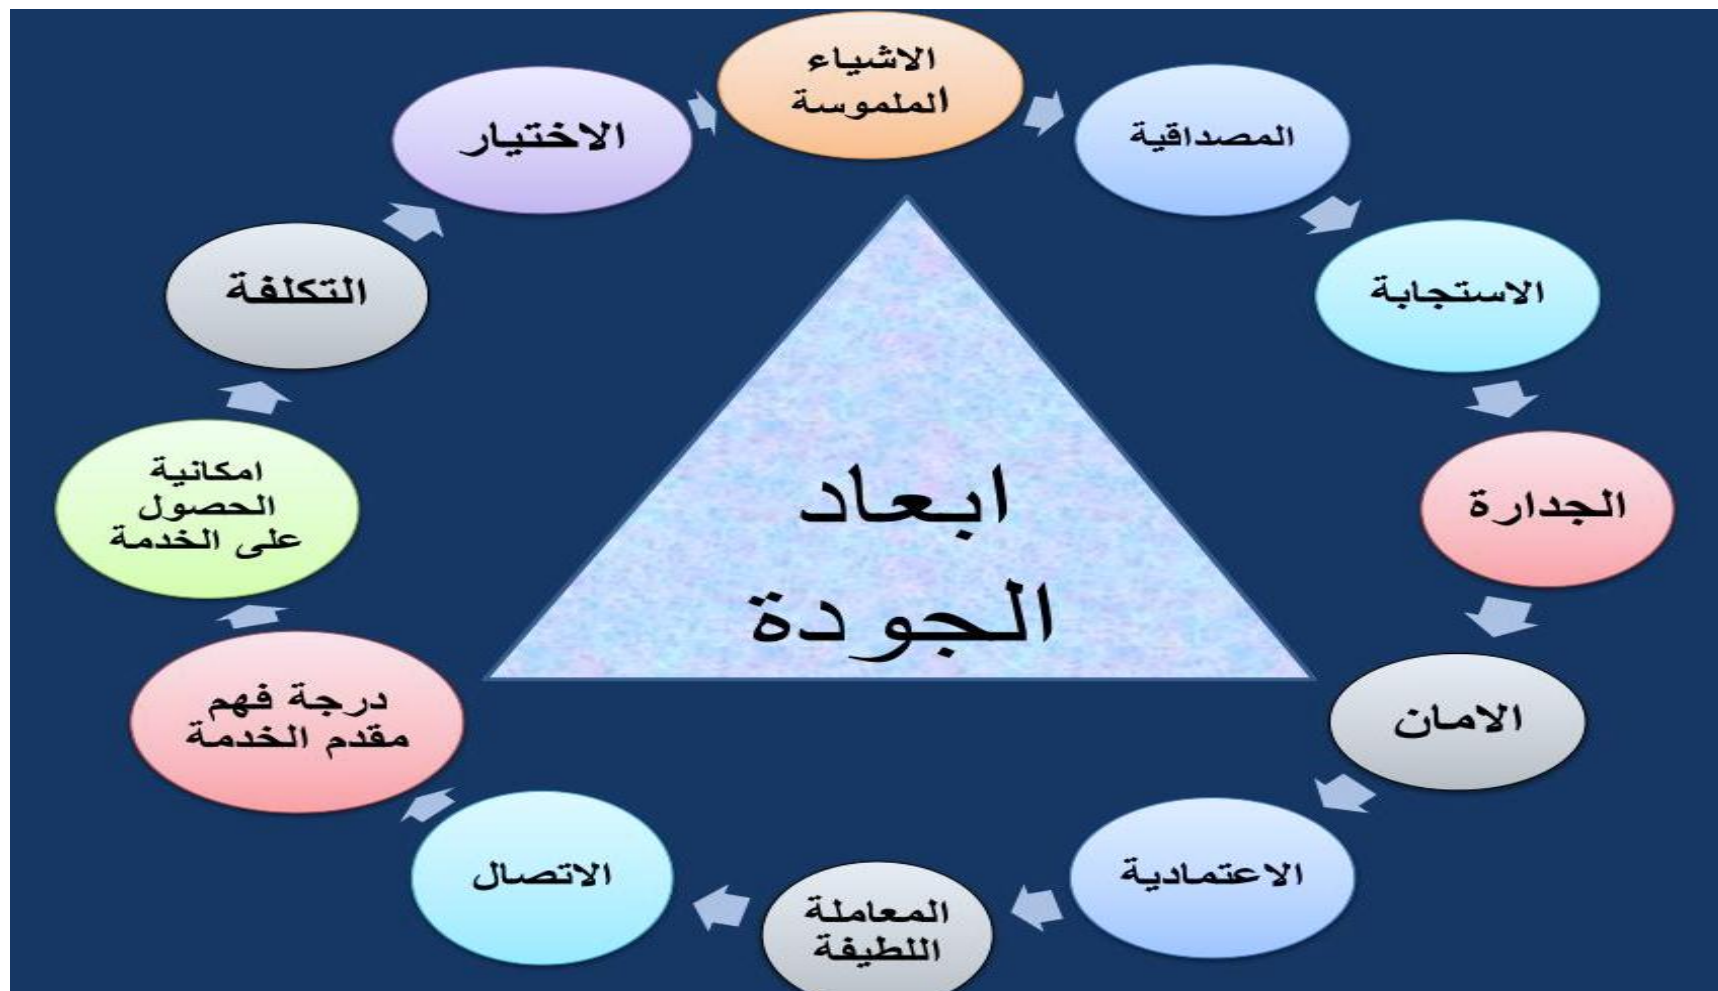 الاشياء
الملموسة
المصداقية
الاستجابة
الجدارة
الامان
الاعتمادية
المعاملة
اللطيفة
الاتصال
درجة فهم
مقدم الخدمة
امكانية
الحصول
على الخدمة
التكلفة
الاختيار
ابعاد
الجودة